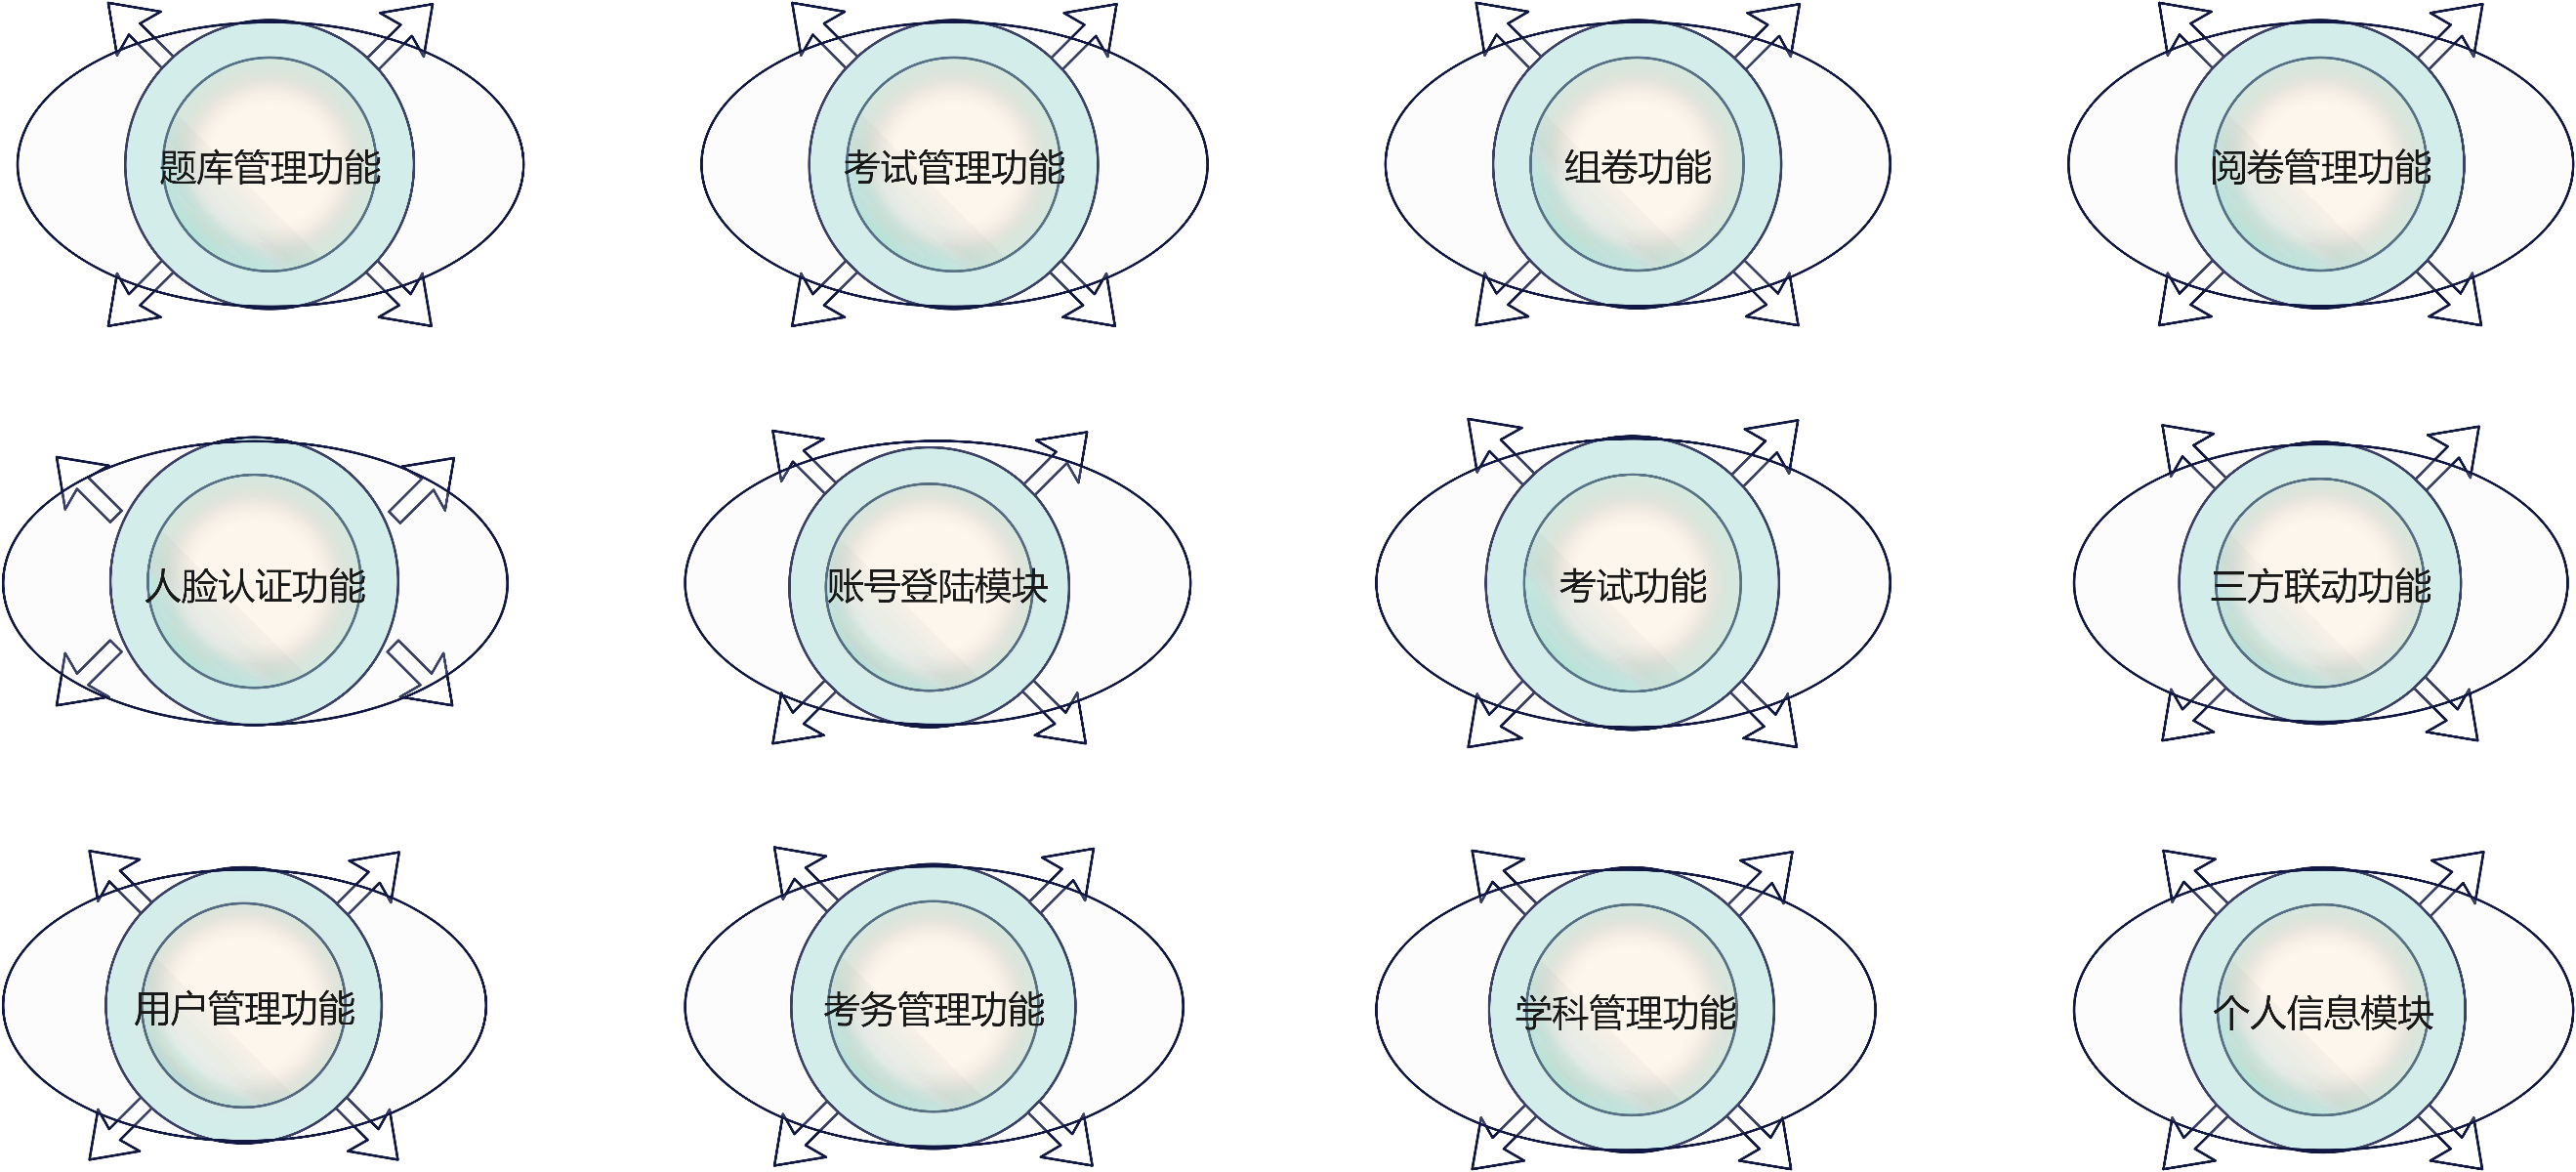 题库管理功能
考试管理功能
组卷功能
阅卷管理功能
人脸认证功能
账号登陆模块
考试功能
三方联动功能
用户管理功能
考务管理功能
学科管理功能
个人信息模块